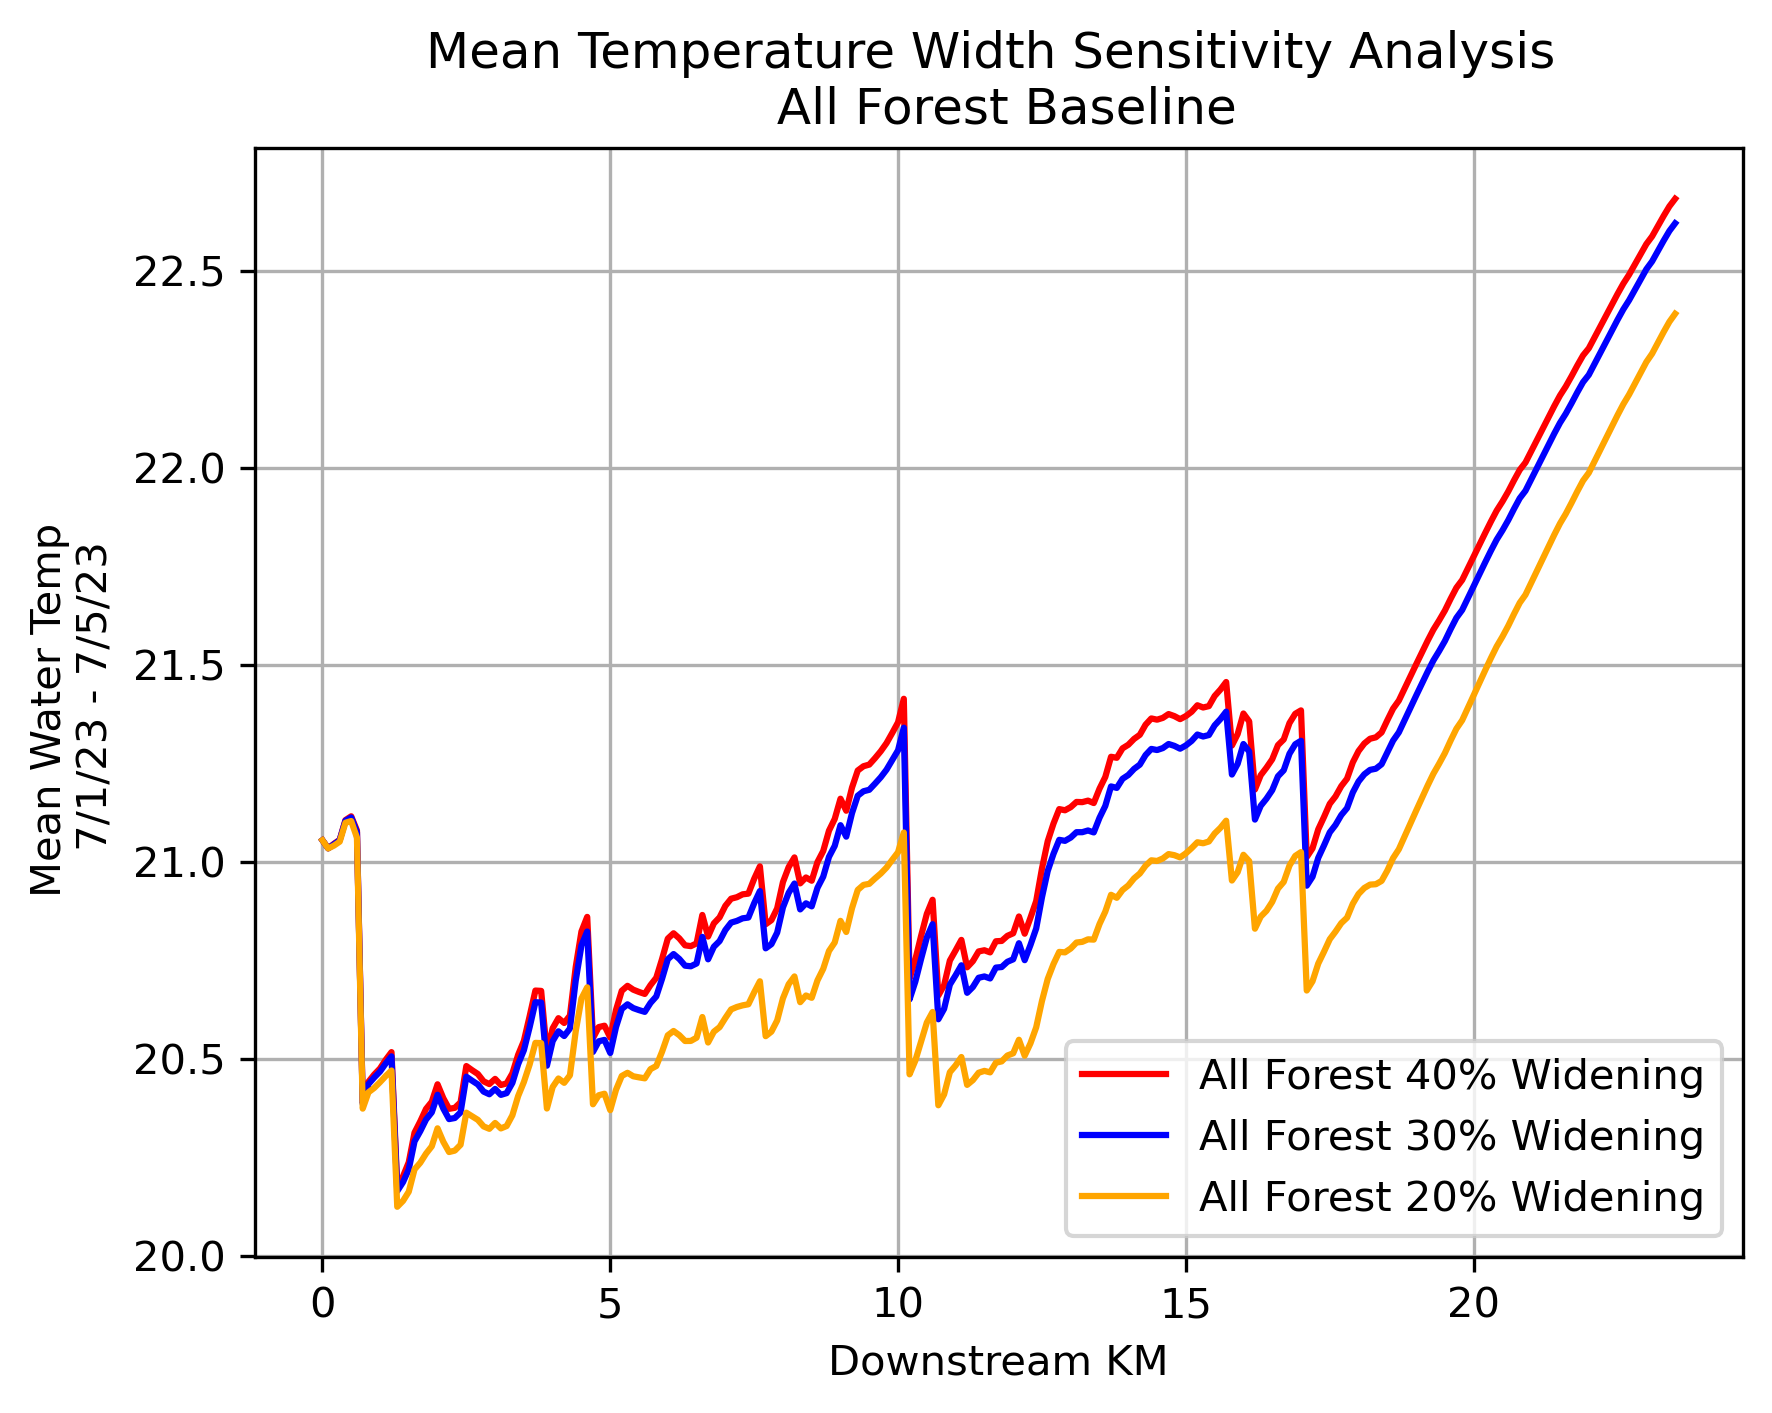 Mean Temperature Width Sensitivity Analysis
All Forest Baseline
Mean Water Temp
7/1/23 - 7/5/23
22.5
22.0
21.5
21.0
20.5
20.0
All Forest 40% Widening
All Forest 30% Widening
All Forest 20% Widening
0
5
10
15
20
Downstream KM